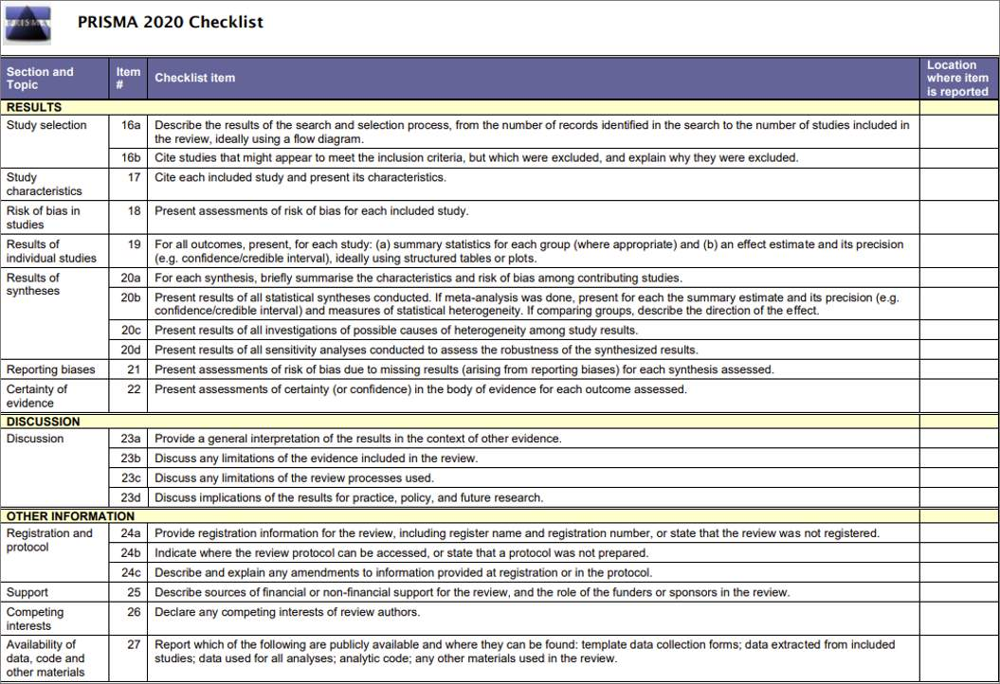 PRISMA
PRISMA 2020 Checklist
Section and
Topic
Item
#
Checklist item
Location
where item
is reported
RESULTS
Study selection
16a
Describe the results of the search and selection process, from the number of records identified in the search to the number of studies included in
the review, ideally using a flow diagram.
16b
Cite studies that might appear to meet the inclusion criteria, but which were excluded, and explain why they were excluded.
Study
characteristics
17
Cite each included study and present its characteristics.
Risk of bias in
studies
18
Present assessments of risk of bias for each included study.
Results of
individual studies
19
For all outcomes, present, for each study: (a) summary statistics for each group (where appropriate) and (b) an effect estimate and its precision
(e.g. confidence/credible interval), ideally using structured tables or plots.
Results of
syntheses
20a
For each synthesis, briefly summarise the characteristics and risk of bias among contributing studies.
20b
Present results of all statistical syntheses conducted. If meta-analysis was done, present for each the summary estimate and its precision (e.g.
confidence/credible interval) and measures of statistical heterogeneity. If comparing groups, describe the direction of the effect.
20c
Present results of all investigations of possible causes of heterogeneity among study results.
20d
Present results of all sensitivity analyses conducted to assess the robustness of the synthesized results.
Reporting biases
21
Present assessments of risk of bias due to missing results (arising from reporting biases) for each synthesis assessed.
Certainty of
evidence
22
Present assessments of certainty (or confidence) in the body of evidence for each outcome assessed.
DISCUSSION
Discussion
23a
Provide a general interpretation of the results in the context of other evidence.
23b
Discuss any limitations of the evidence included in the review.
23c
Discuss any limitations of the review processes used.
23d
Discuss implications of the results for practice, policy, and future research.
OTHER INFORMATION
Registration and
protocol
24a
Provide registration information for the review, including register name and registration number, or state that the review was not registered.
24b
Indicate where the review protocol can be accessed, or state that a protocol was not prepared.
24c
Describe and explain any amendments to information provided at registration or in the protocol.
Support
25
Describe sources of financial or non-financial support for the review, and the role of the funders or sponsors in the review.
Competing
interests
26
Declare any competing interests of review authors.
Availability of
data, code and
other materials
27
Report which of the following are publicly available and where they can be found: template data collection forms; data extracted from included
studies; data used for all analyses; analytic code; any other materials used in the review.